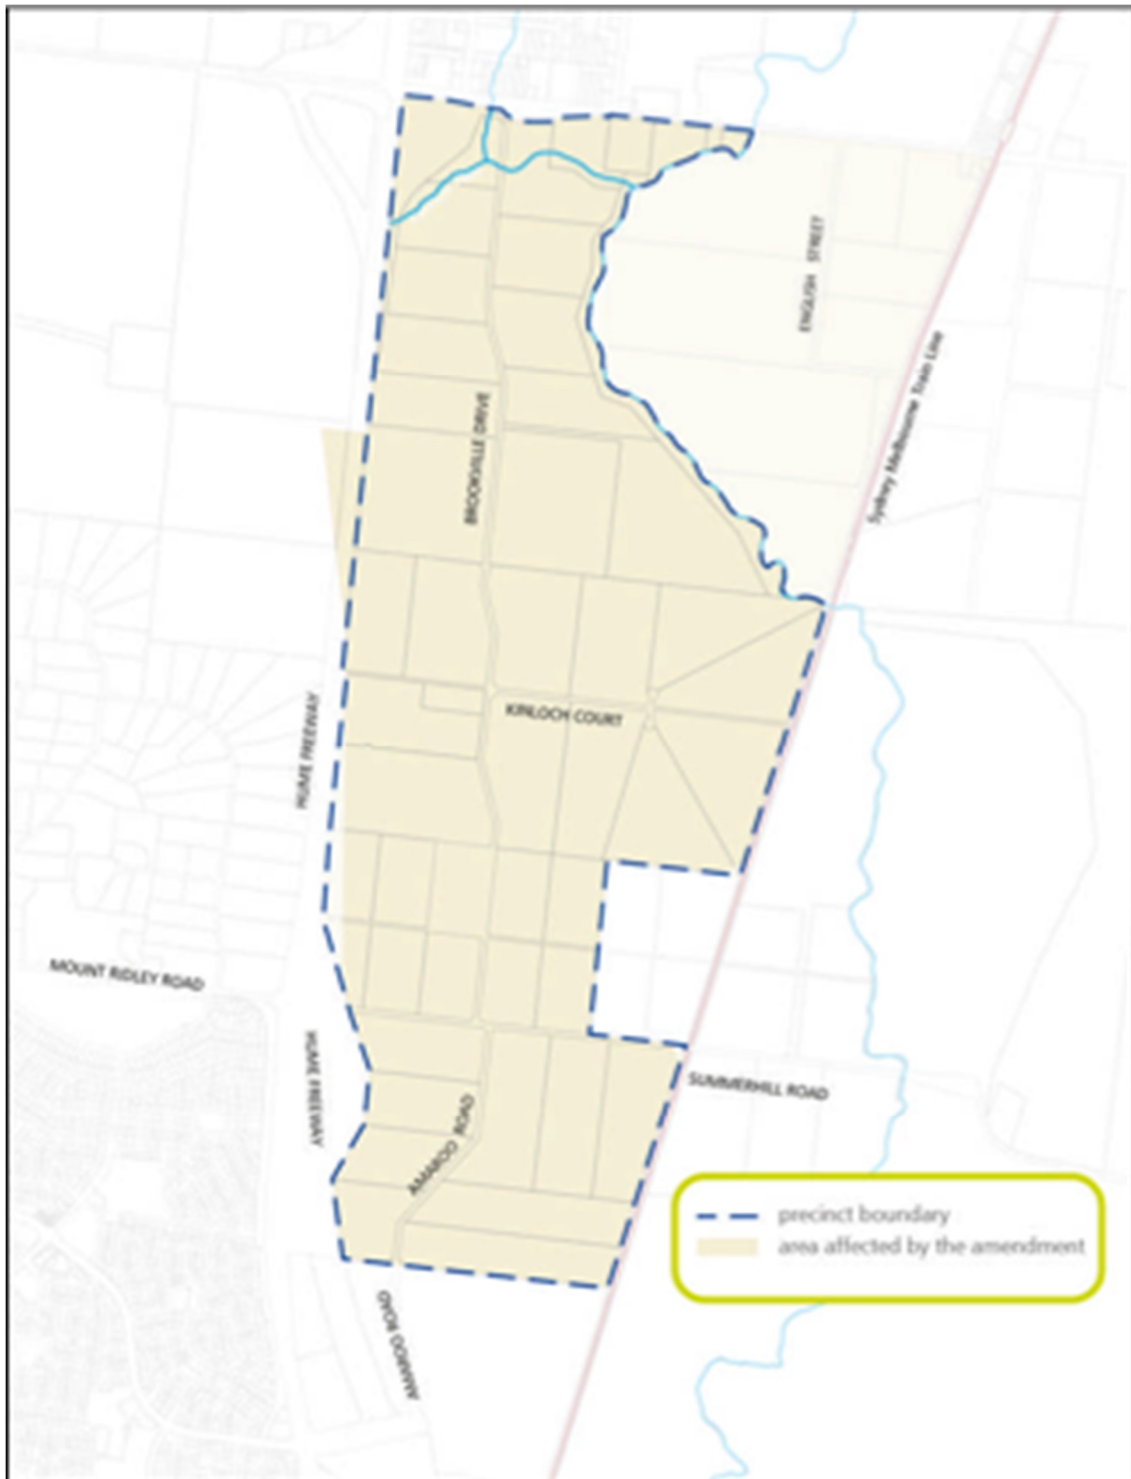 ENGLISH STREET
Sydney Melbourne Train Line
BROOKVILLE DRIVE
KINLOCH COURT
HUME FREEWAY
MOUNT RIDLEY ROAD
HUME FREEWAY
SUMMERHILL ROAD
AMAROO ROAD
precinct boundary
area affected by the amendment
AMAROO ROAD